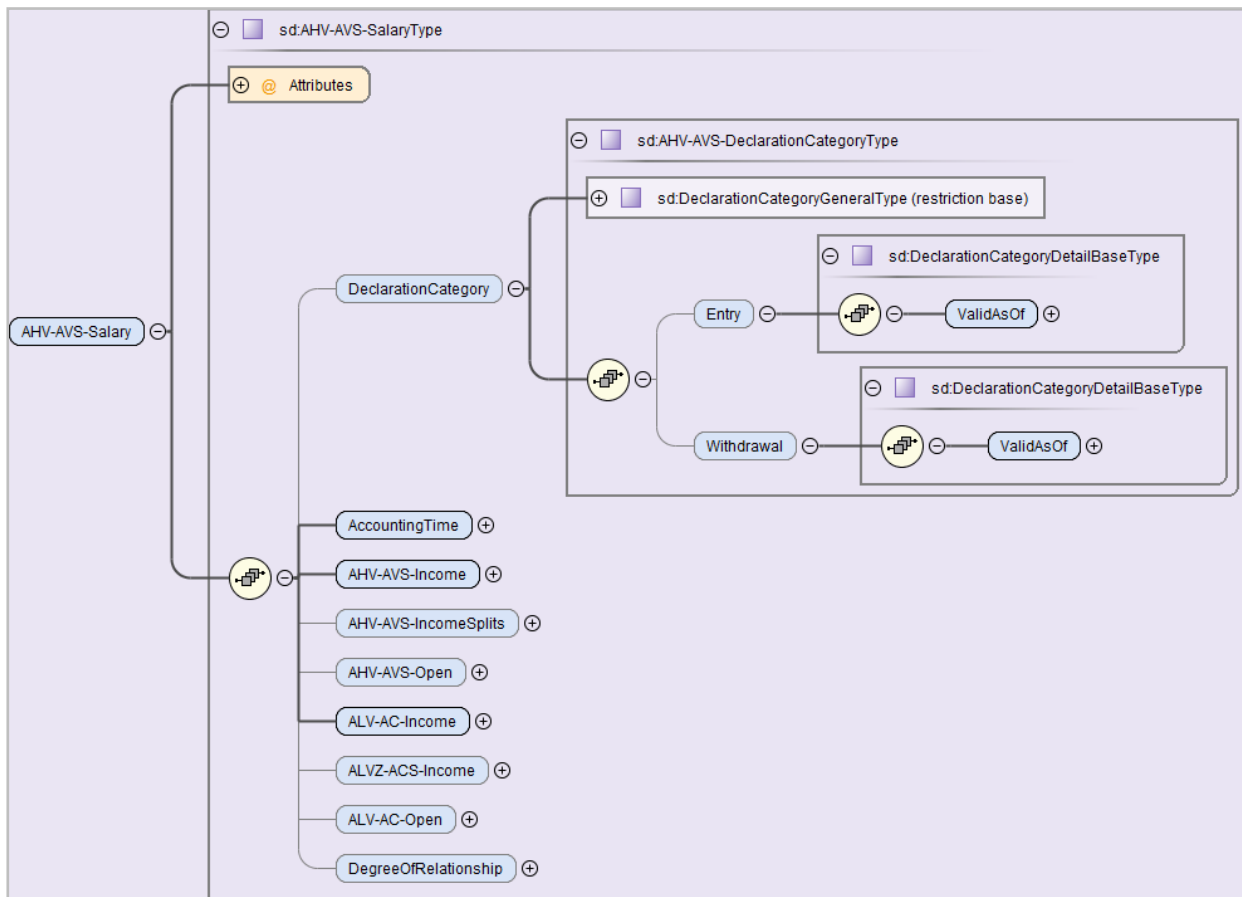 sd:AHV-AVS-SalaryType
@ Attributes
sd:AHV-AVS-DeclarationCategoryType
sd:DeclarationCategoryGeneralType (restriction base)
sd:DeclarationCategoryDetailBaseType
DeclarationCategory
Entry
ValidAsOf
AHV-AVS-Salary
sd:DeclarationCategoryDetailBaseType
Withdrawal
ValidAsOf
AccountingTime
AHV-AVS-Income
AHV-AVS-IncomeSplits
AHV-AVS-Open
ALV-AC-Income
ALVZ-ACS-Income
ALV-AC-Open
DegreeOfRelationship